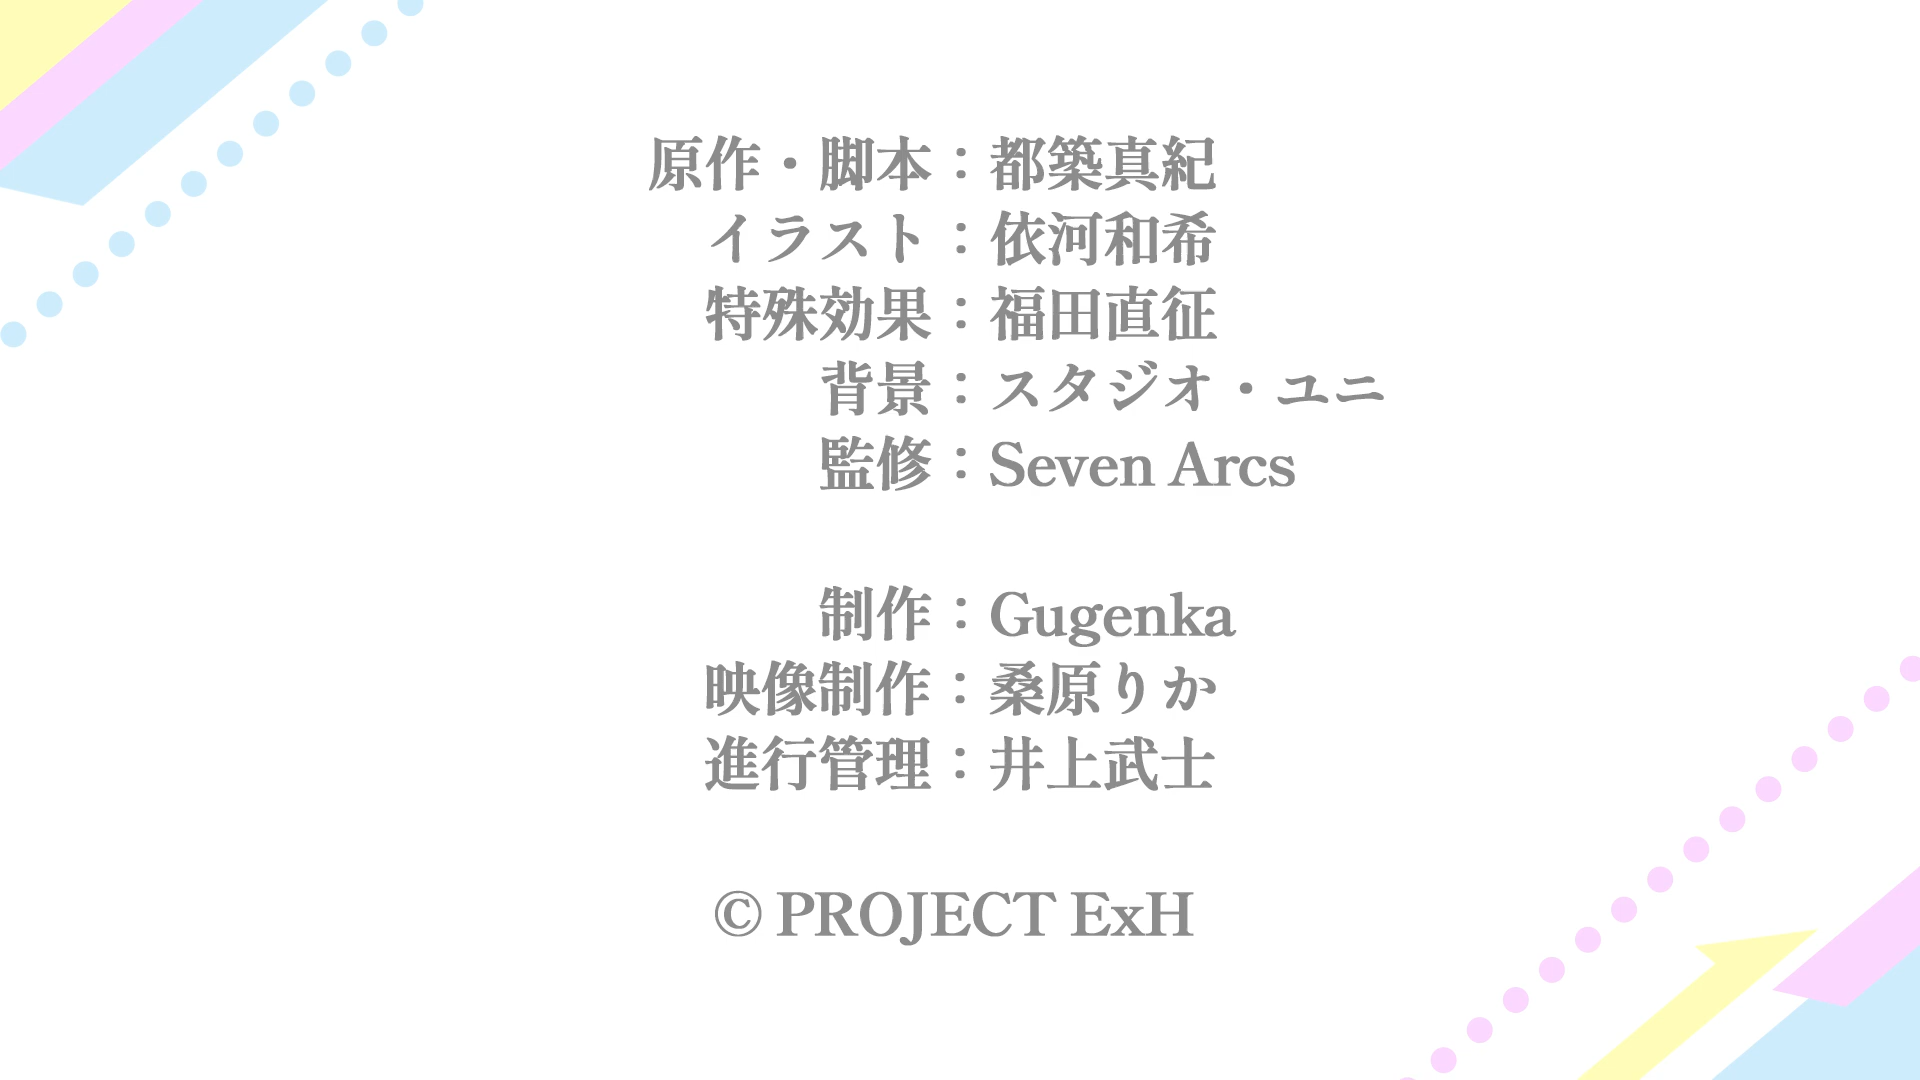 原作・脚本：都築真紀
イラスト：依河和希
特殊効果：福田直征
背景：スタジオ・ユニ
監修：Seven Arcs
制作：Gugenka
映像制作：桑原りか
進行管理：井上武士
© PROJECT ExH